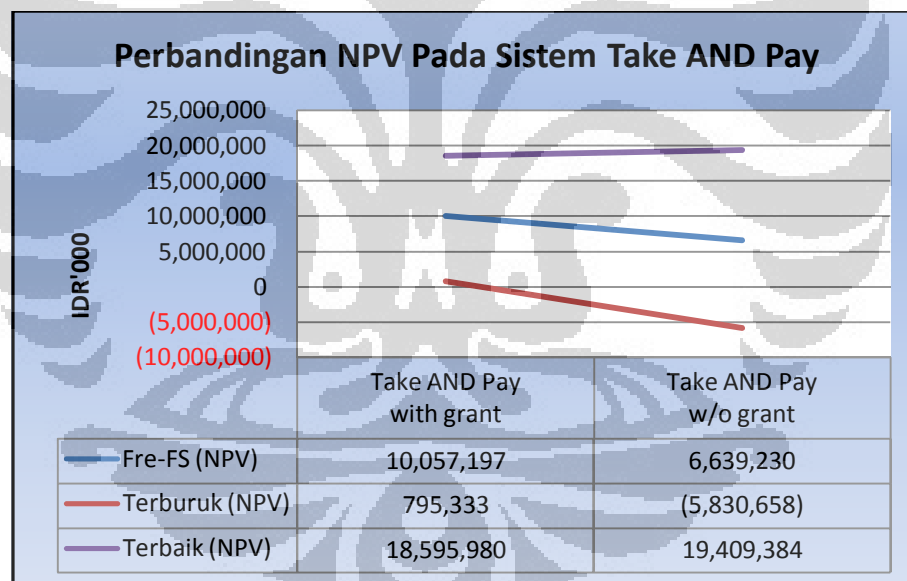 Perbandingan NPV Pada Sistem Take AND Pay
IDR'000
25,000,000
20,000,000
15,000,000
10,000,000
5,000,000
0
(5,000,000)
(10,000,000)
Take AND Pay with grant
Take AND Pay w/o grant
Fre-FS (NPV) 10,057,197 6,639,230
Terburuk (NPV) 795,333 (5,830,658)
Terbaik (NPV) 18,595,980 19,409,384